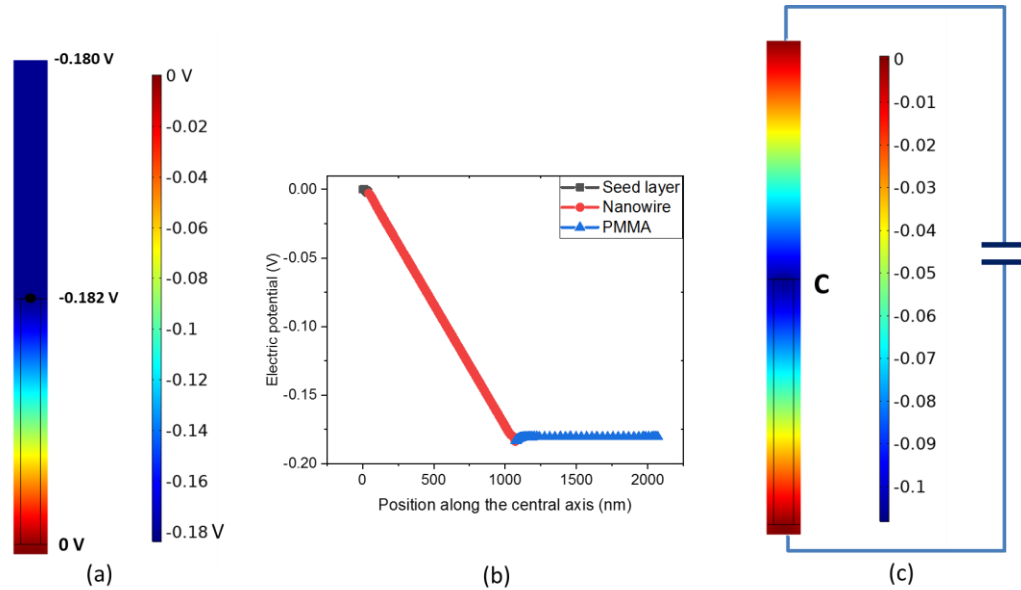 -0.180 V
0 V
-0.02
-0.04
-0.06
-0.08
-0.1
-0.12
-0.14
-0.16
-0.18 V
-0.182 V
0 V
(a)
Seed layer
Nanowire
PMMA
0.00
-0.05
-0.10
-0.15
-0.20
Electric potential (V)
0
500
1000
1500
2000
Position along the central axis (nm)
(b)
C
0
-0.01
-0.02
-0.03
-0.04
-0.05
-0.06
-0.07
-0.08
-0.09
-0.1
(c)